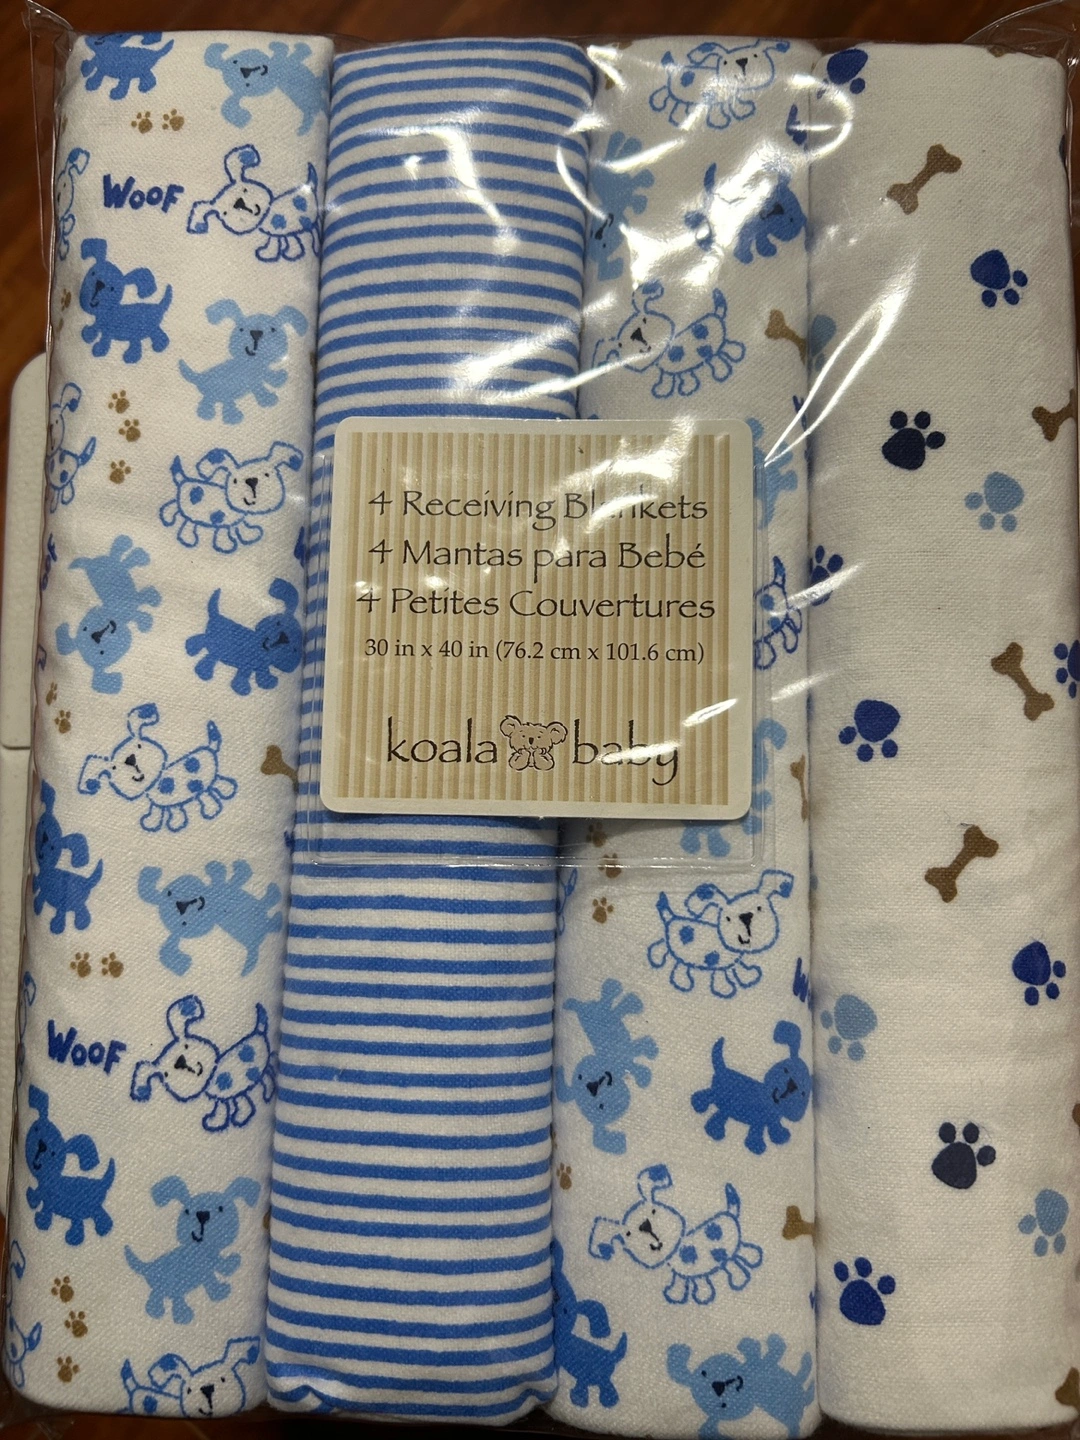 Woof
4 Receiving Blankets
4 Mantas para Bebé
4 Petites Couvertures
30 in x 40 in (76.2 cm x 101.6 cm)
koala baby
Woof